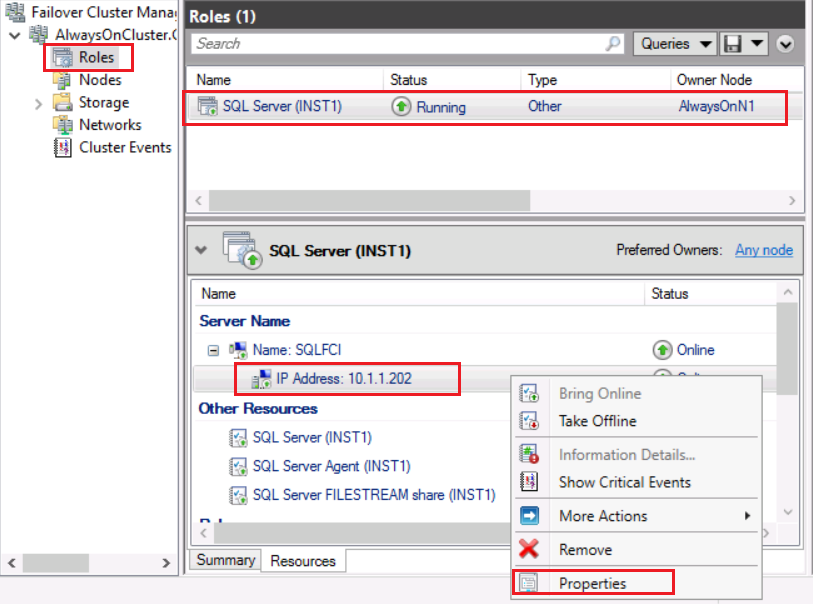 Failover Cluster Mana
AlwaysOnCluster.
Roles
Nodes
Storage
Networks
Cluster Events
Roles (1)
Search
Queries
Name Status Type Owner Node
SQL Server (INST1) Running Other AlwaysOnN1
SQL Server (INST1) Preferred Owners: Any node
Name Status
Server Name
Name: SQLFCI Online
IP Address: 10.1.1.202
Other Resources
SQL Server (INST1)
SQL Server Agent (INST1)
SQL Server FILESTREAM share (INST1)
Summary Resources
Bring Online
Take Offline
Information Details...
Show Critical Events
More Actions
Remove
Properties